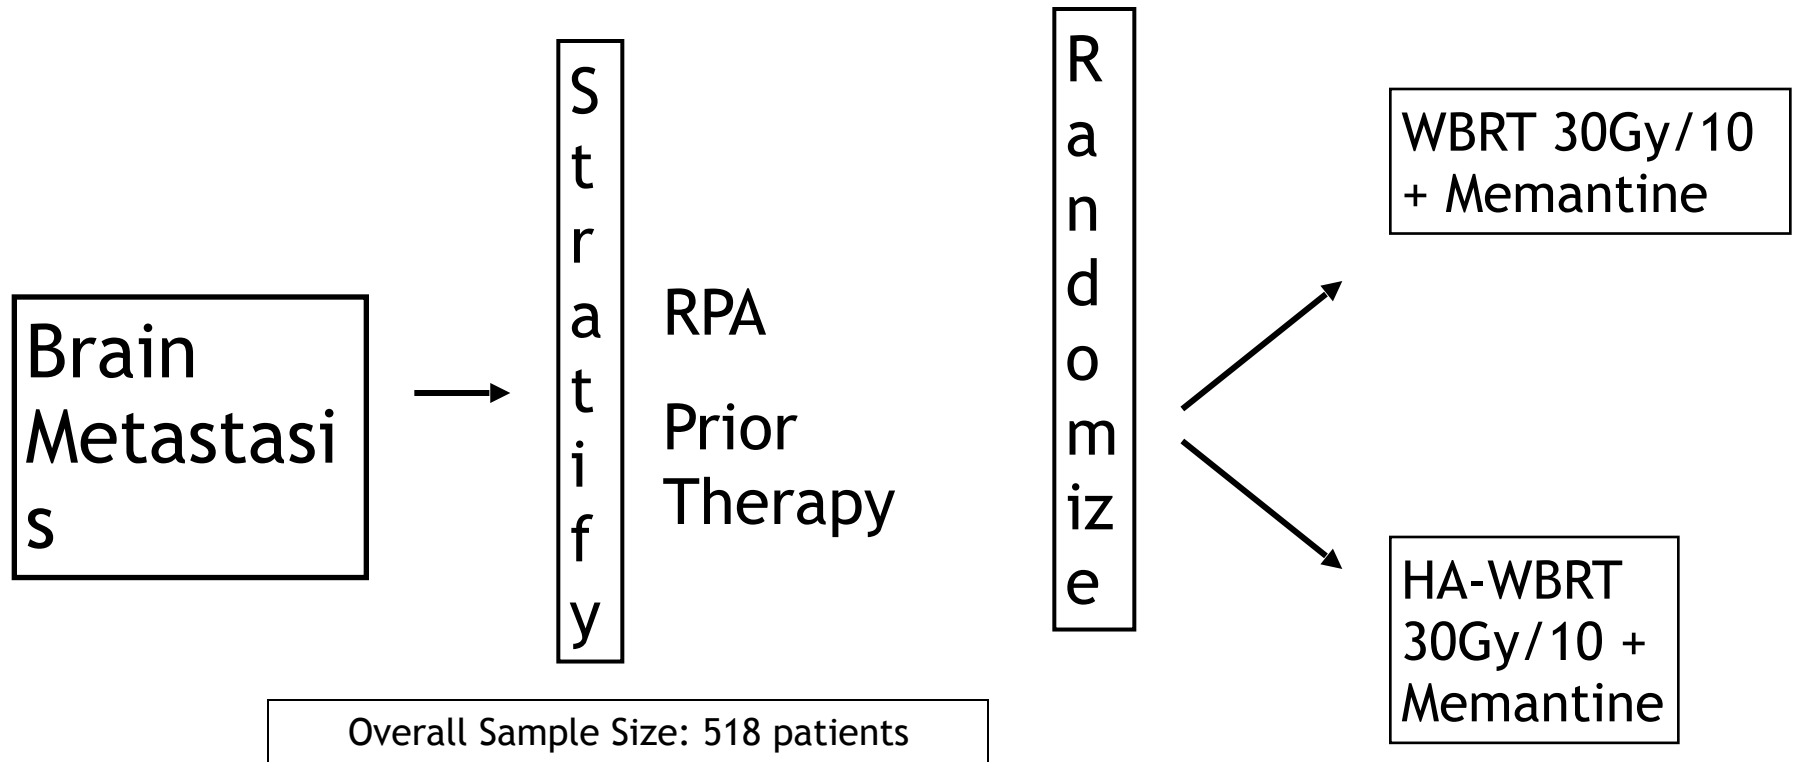 Brain
Metastasi
s
S
t
r
a
t
i
f
y
RPA
Prior
Therapy
R
a
n
d
o
m
iz
e
WBRT 30Gy/10
+ Memantine
HA-WBRT
30Gy/10 +
Memantine
Overall Sample Size: 518 patients